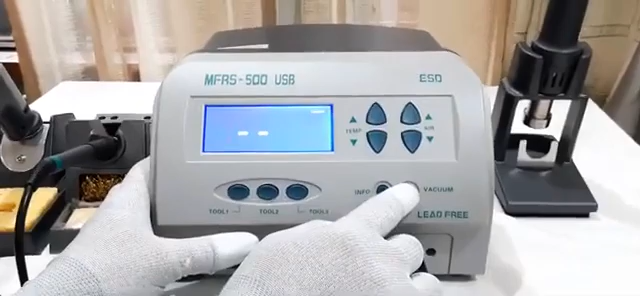 MFRS-500 USB
ESD
- -
TEMP
AIR
INFO
VACUUM
TOOL1
TOOL2
TOOL3
LEAD FREE